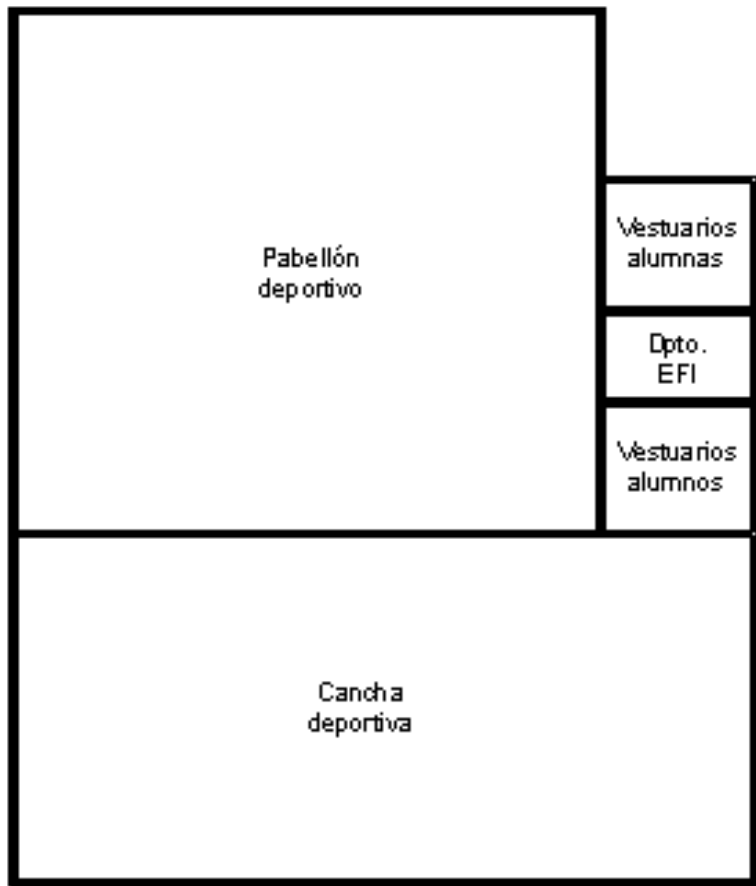 Pabellón
deportivo
Vestuarios
alumnas
Dpto.
EFI
Vestuarios
alumnos
Cancha
deportiva